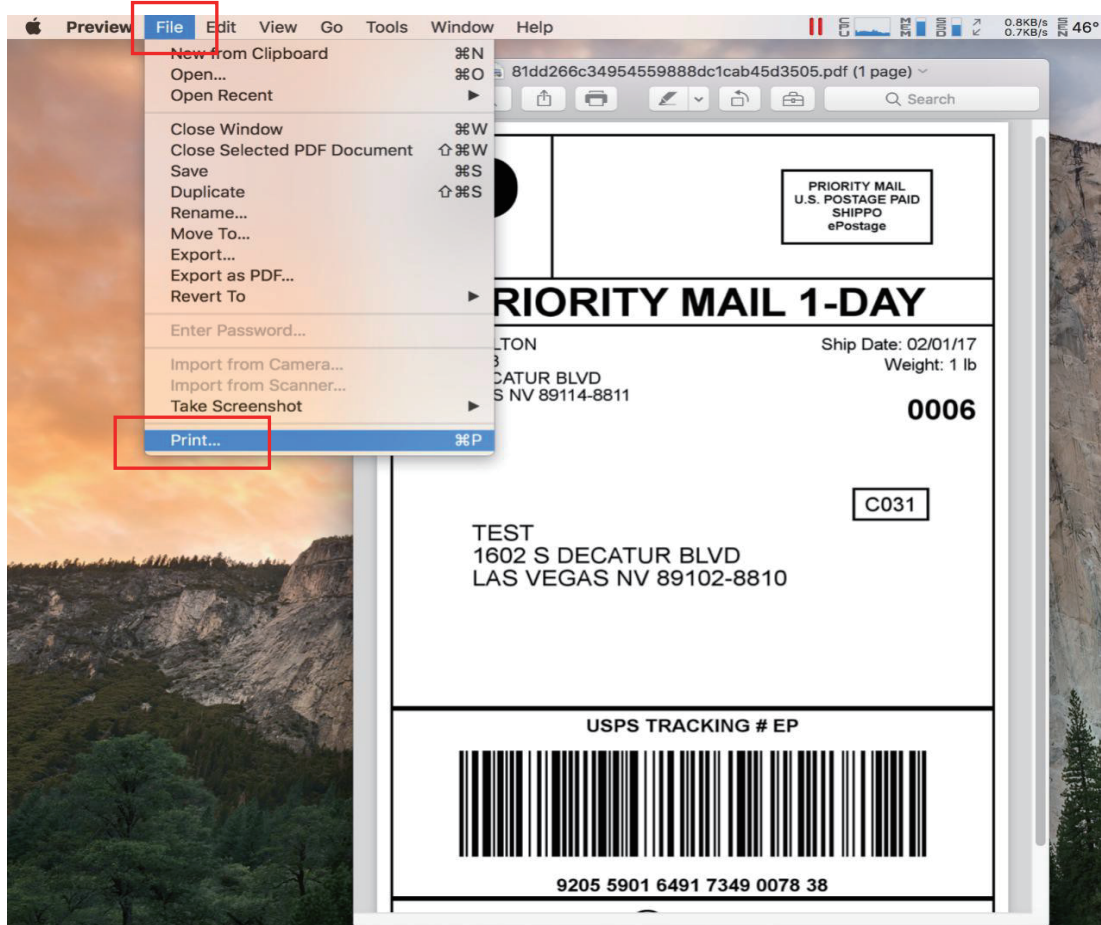 Preview File Edit View Go Tools Window Help
CPU MEM SSD 0.8KB/s
0.7KB/s SEN 46°
New from Clipboard ⌘N
Open... ⌘O
Open Recent ▶
Close Window ⌘W
Close Selected PDF Document ⇧⌘W
Save ⌘S
Duplicate ⇧⌘S
Rename...
Move To...
Export...
Export as PDF...
Revert To ▶
Enter Password...
Import from Camera...
Import from Scanner...
Take Screenshot ▶
Print... ⌘P
81dd266c34954559888dc1cab45d3505.pdf (1 page)
Search
PRIORITY MAIL
U.S. POSTAGE PAID
SHIPPO
ePostage
RIORITY MAIL 1-DAY
LTON
Ship Date: 02/01/17
Weight: 1 lb
CATUR BLVD
S NV 89114-8811
0006
C031
TEST
1602 S DECATUR BLVD
LAS VEGAS NV 89102-8810
USPS TRACKING # EP
9205 5901 6491 7349 0078 38